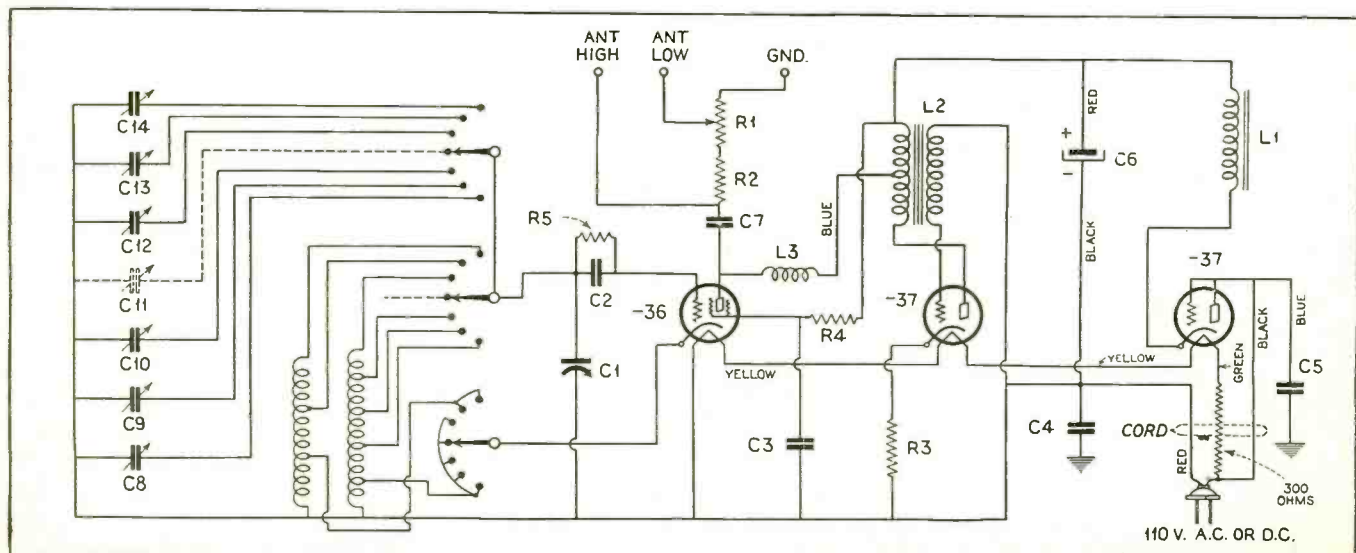 ANT HIGH
ANT LOW
GND.
C14
C13
C12
C11
C10
C9
C8
R5
C2
C1
R1
R2
C7
L3
BLUE
L2
-36
R4
-37
YELLOW
C3
R3
RED
+
C6
-
BLACK
L1
-37
YELLOW
GREEN
BLACK
BLUE
C5
C4
CORD
RED
300 OHMS
110 V. A.C. OR D.C.